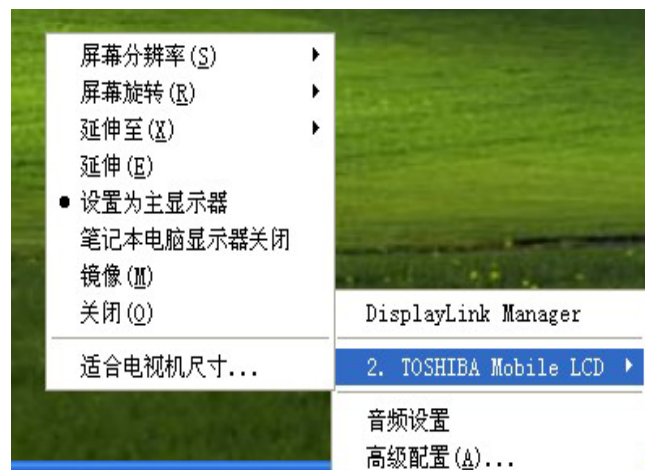 屏幕分辨率(S)
屏幕旋转(R)
延伸至(X)
延伸(E)
设置为主显示器
笔记本电脑显示器关闭
镜像(M)
关闭(O)
适合电视机尺寸...
DisplayLink Manager
2. TOSHIBA Mobile LCD
音频设置
高级配置(A)...